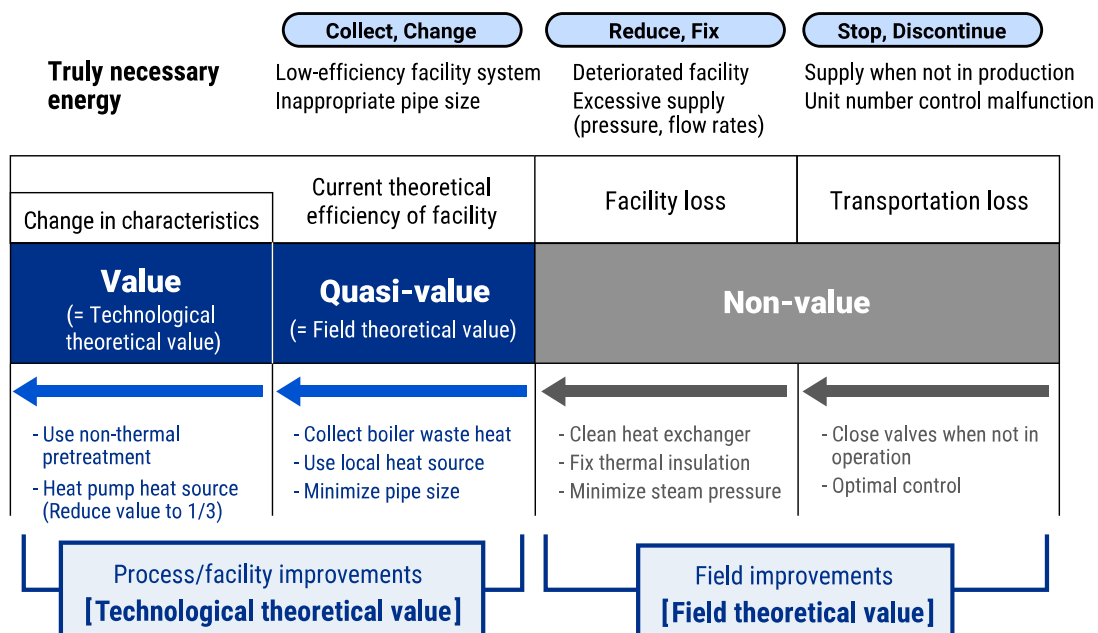 Collect, Change
Reduce, Fix
Stop, Discontinue
Truly necessary
energy
Low-efficiency facility system
Inappropriate pipe size
Deteriorated facility
Excessive supply
(pressure, flow rates)
Supply when not in production
Unit number control malfunction
Change in characteristics
Current theoretical
efficiency of facility
Facility loss
Transportation loss
Value
(= Technological
theoretical value)
Quasi-value
(= Field theoretical value)
Non-value
- Use non-thermal
pretreatment
- Heat pump heat source
(Reduce value to 1/3)
- Collect boiler waste heat
- Use local heat source
- Minimize pipe size
- Clean heat exchanger
- Fix thermal insulation
- Minimize steam pressure
- Close valves when not in
operation
- Optimal control
Process/facility improvements
[Technological theoretical value]
Field improvements
[Field theoretical value]